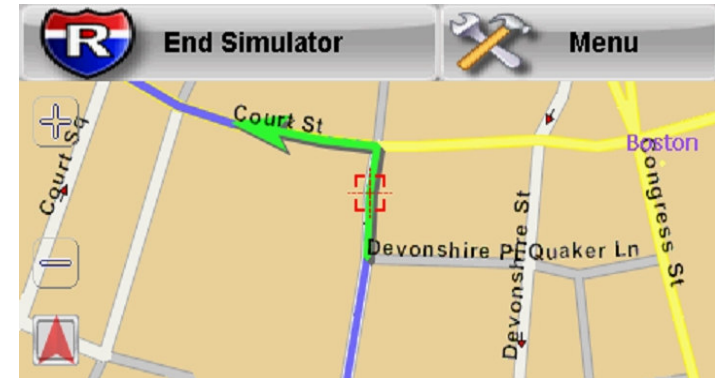 R End Simulator
Menu
Court St
Boston
Court Sq
Congress St
Devonshire St
Devonshire Pl
Quaker Ln